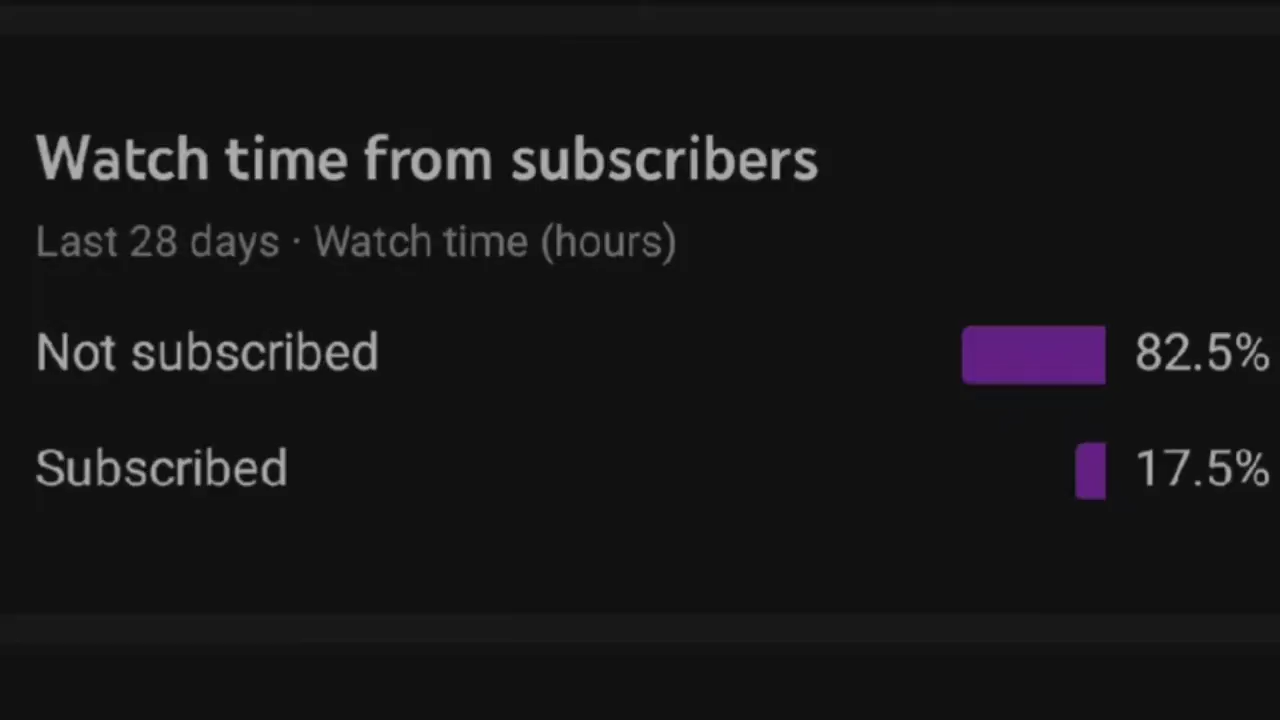 Watch time from subscribers
Last 28 days · Watch time (hours)
Not subscribed 82.5%
Subscribed 17.5%